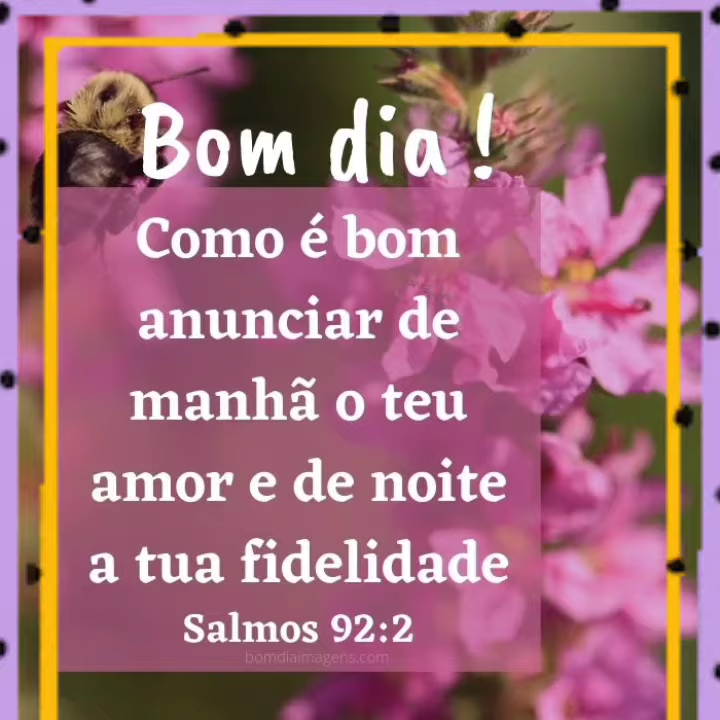 Bom dia !
Como é bom
anunciar de
manhã o teu
amor e de noite
a tua fidelidade
Salmos 92:2
bomdiaimagens.com